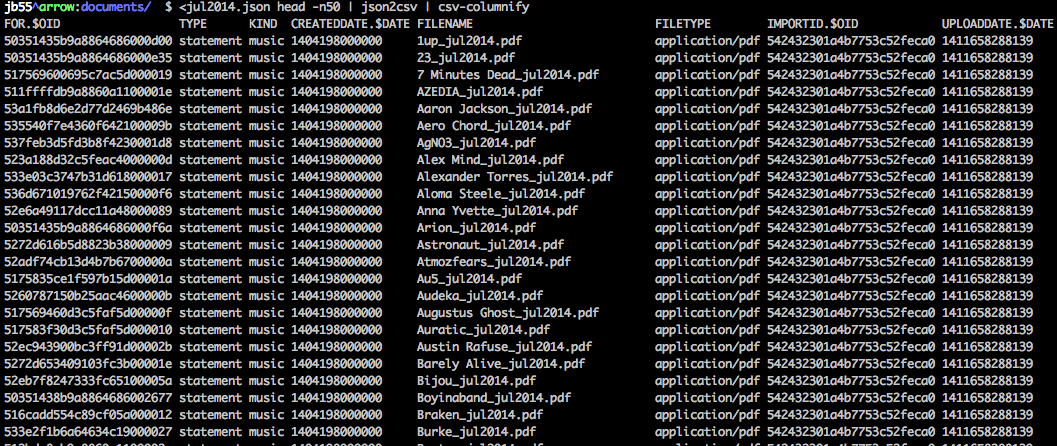 jb55^arrow:documents/ $ <jul2014.json head -n50 | json2csv | csv-columnify
FOR.$OID TYPE KIND CREATEDDATE.$DATE FILENAME FILETYPE IMPORTID.$OID UPLOADDATE.$DATE
50351435b9a8864686000d00 statement music 1404198000000 1up_jul2014.pdf application/pdf 542432301a4b7753c52feca0 1411658288139
50351435b9a8864686000e35 statement music 1404198000000 23_jul2014.pdf application/pdf 542432301a4b7753c52feca0 1411658288139
517569600695c7ac5d000019 statement music 1404198000000 7 Minutes Dead_jul2014.pdf application/pdf 542432301a4b7753c52feca0 1411658288139
511ffffdb9a8860a1100001e statement music 1404198000000 AZEDIA_jul2014.pdf application/pdf 542432301a4b7753c52feca0 1411658288139
53a1fb8d6e2d77d2469b486e statement music 1404198000000 Aaron Jackson_jul2014.pdf application/pdf 542432301a4b7753c52feca0 1411658288139
535540f7e4360f642100009b statement music 1404198000000 Aero Chord_jul2014.pdf application/pdf 542432301a4b7753c52feca0 1411658288139
537feb3d5fd3b8f4230001d8 statement music 1404198000000 AgNO3_jul2014.pdf application/pdf 542432301a4b7753c52feca0 1411658288139
523a188d32c5feac4000000d statement music 1404198000000 Alex Mind_jul2014.pdf application/pdf 542432301a4b7753c52feca0 1411658288139
533e03c3747b31d618000017 statement music 1404198000000 Alexander Torres_jul2014.pdf application/pdf 542432301a4b7753c52feca0 1411658288139
536d671019762f42150000f6 statement music 1404198000000 Aloma Steele_jul2014.pdf application/pdf 542432301a4b7753c52feca0 1411658288139
52e6a49117dcc11a48000089 statement music 1404198000000 Anna Yvette_jul2014.pdf application/pdf 542432301a4b7753c52feca0 1411658288139
50351435b9a8864686000f6a statement music 1404198000000 Arion_jul2014.pdf application/pdf 542432301a4b7753c52feca0 1411658288139
5272d616b5d8823b38000009 statement music 1404198000000 Astronaut_jul2014.pdf application/pdf 542432301a4b7753c52feca0 1411658288139
52adf74cb13d4b7b6700000a statement music 1404198000000 Atmozfears_jul2014.pdf application/pdf 542432301a4b7753c52feca0 1411658288139
5175835ce1f597b15d00001a statement music 1404198000000 Au5_jul2014.pdf application/pdf 542432301a4b7753c52feca0 1411658288139
5260787150b25aac4600000b statement music 1404198000000 Audeka_jul2014.pdf application/pdf 542432301a4b7753c52feca0 1411658288139
517569460d3c5faf5d00000f statement music 1404198000000 Augustus Ghost_jul2014.pdf application/pdf 542432301a4b7753c52feca0 1411658288139
517583f30d3c5faf5d000010 statement music 1404198000000 Auratic_jul2014.pdf application/pdf 542432301a4b7753c52feca0 1411658288139
52ec943900bc3ff91d00002b statement music 1404198000000 Austin Rafuse_jul2014.pdf application/pdf 542432301a4b7753c52feca0 1411658288139
5272d653409103fc3b00001e statement music 1404198000000 Barely Alive_jul2014.pdf application/pdf 542432301a4b7753c52feca0 1411658288139
52eb7f8247333fc65100005a statement music 1404198000000 Bijou_jul2014.pdf application/pdf 542432301a4b7753c52feca0 1411658288139
50351438b9a8864686002677 statement music 1404198000000 Boyinaband_jul2014.pdf application/pdf 542432301a4b7753c52feca0 1411658288139
516cadd554c89cf05a000012 statement music 1404198000000 Braken_jul2014.pdf application/pdf 542432301a4b7753c52feca0 1411658288139
533e2f1b6a64634c19000027 statement music 1404198000000 Burke_jul2014.pdf application/pdf 542432301a4b7753c52feca0 1411658288139